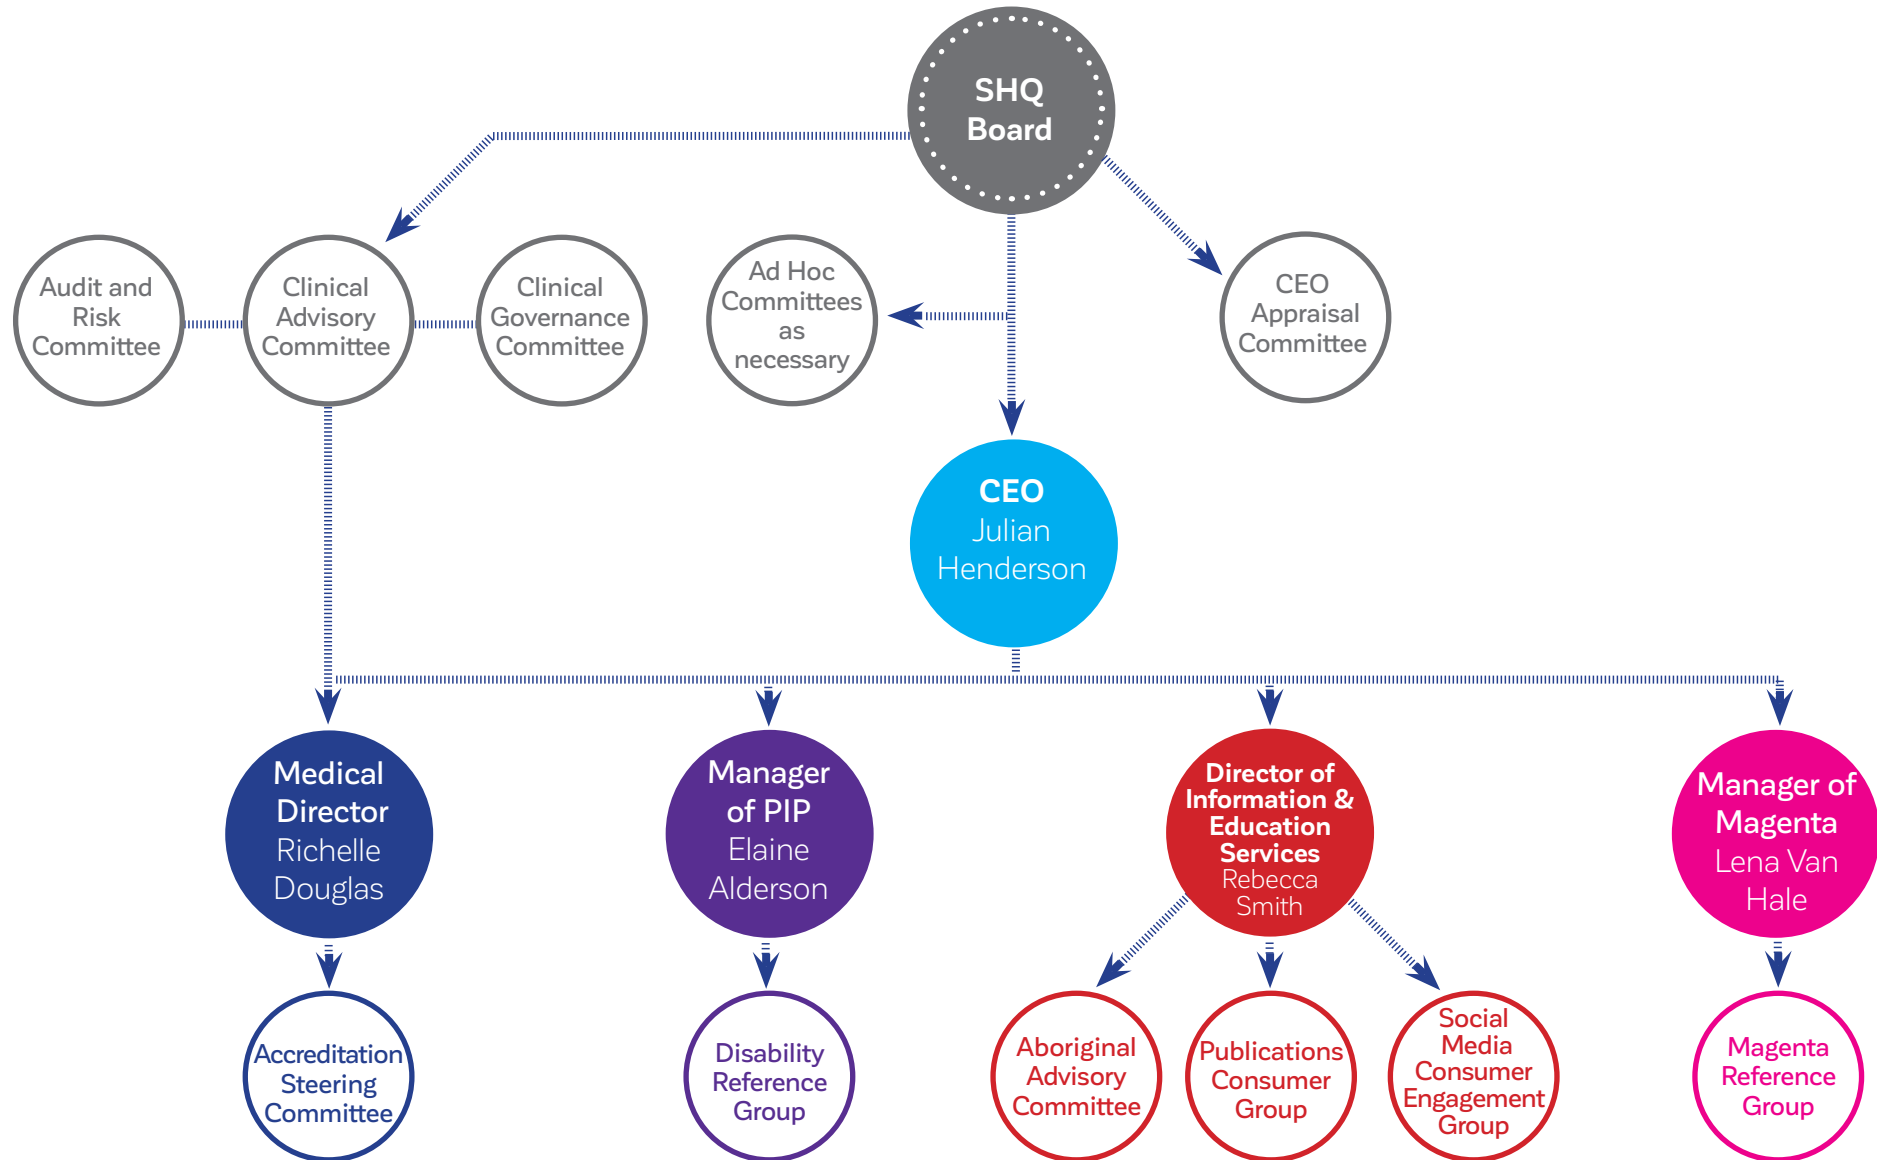 SHQ
Board
Audit and
Risk
Committee
Clinical
Advisory
Committee
Clinical
Governance
Committee
Ad Hoc
Committees
as
necessary
CEO
Appraisal
Committee
CEO
Julian
Henderson
Medical
Director
Richelle
Douglas
Manager
of PIP
Elaine
Alderson
Director of
Information &
Education
Services
Rebecca
Smith
Manager of
Magenta
Lena Van
Hale
Accreditation
Steering
Committee
Disability
Reference
Group
Aboriginal
Advisory
Committee
Publications
Consumer
Group
Social
Media
Consumer
Engagement
Group
Magenta
Reference
Group